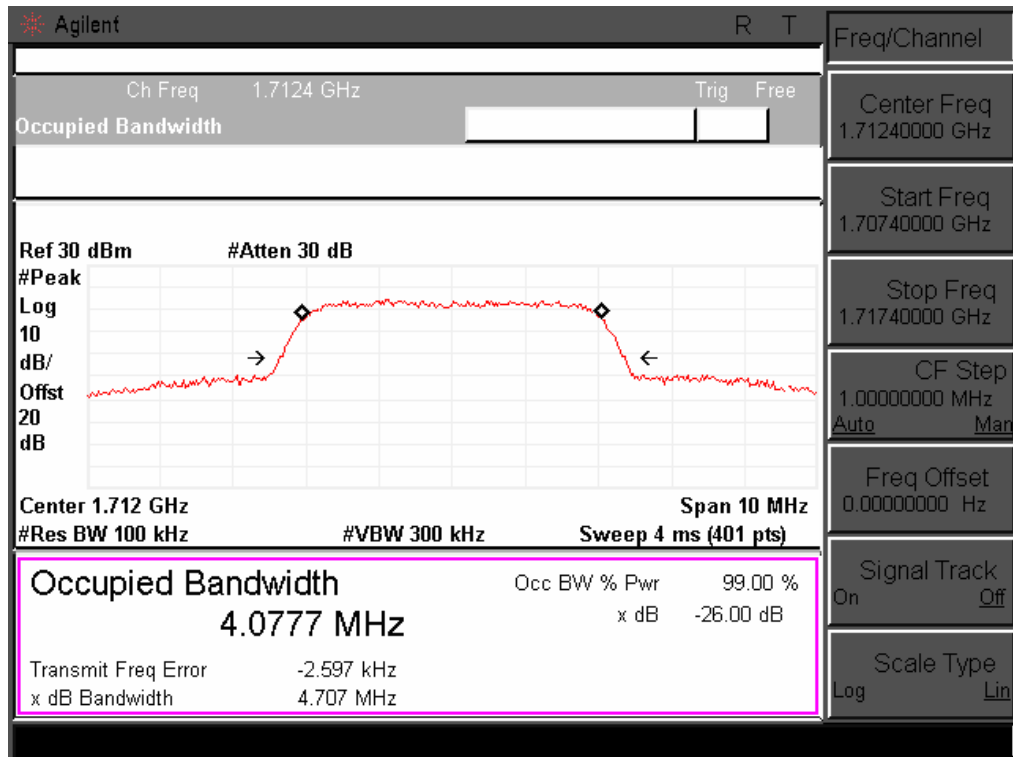 Agilent R T
Ch Freq 1.7124 GHz Trig Free
Occupied Bandwidth
Ref 30 dBm #Atten 30 dB
#Peak
Log
10
dB/
Offst
20
dB
Center 1.712 GHz Span 10 MHz
#Res BW 100 kHz #VBW 300 kHz Sweep 4 ms (401 pts)
Occupied Bandwidth Occ BW % Pwr 99.00 %
4.0777 MHz x dB -26.00 dB
Transmit Freq Error -2.597 kHz
x dB Bandwidth 4.707 MHz
Freq/Channel
Center Freq
1.71240000 GHz
Start Freq
1.70740000 GHz
Stop Freq
1.71740000 GHz
CF Step
1.00000000 MHz
Auto Man
Freq Offset
0.00000000 Hz
Signal Track
On Off
Scale Type
Log Lin